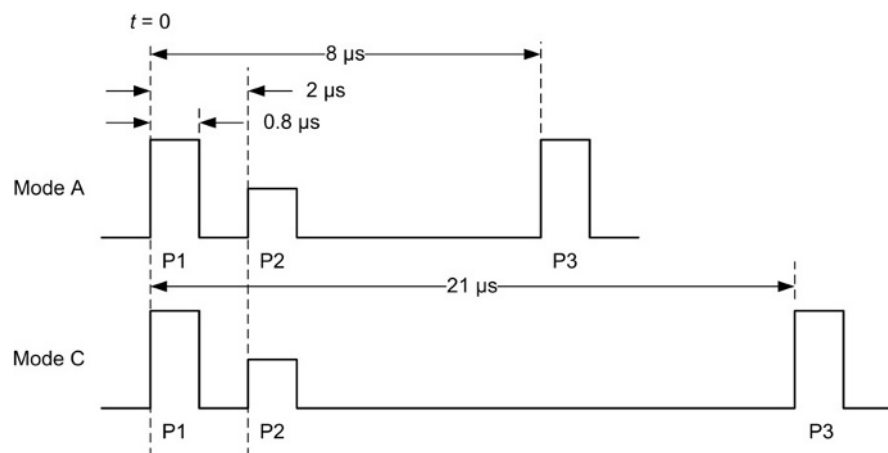 t = 0
8 µs
2 µs
0.8 µs
Mode A
P1 P2 P3
21 µs
Mode C
P1 P2 P3